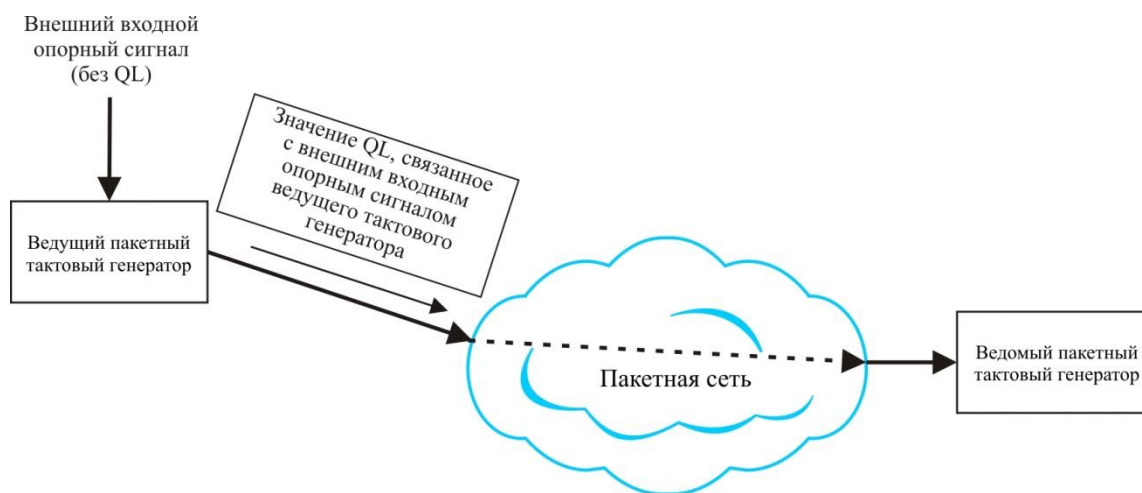 Внешний входной
опорный сигнал
(без QL)
Значение QL, связанное
с внешним входным
опорным сигналом
ведущего тактового
генератора
Ведущий пакетный
тактовый генератор
Пакетная сеть
Ведомый пакетный
тактовый генератор